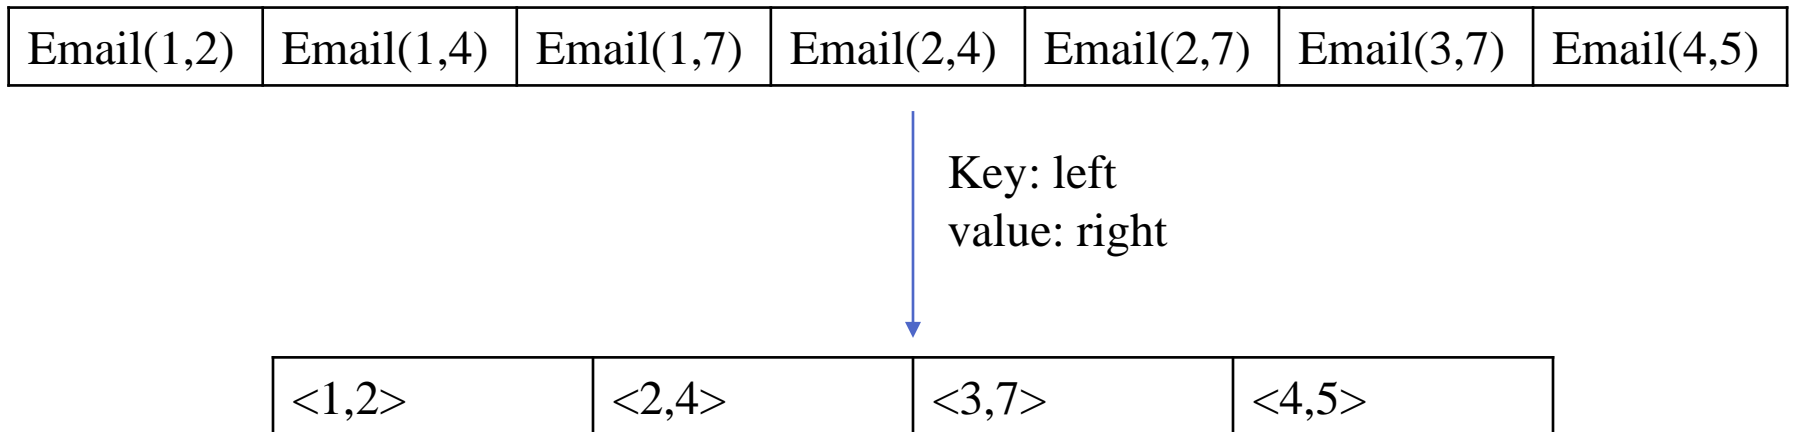 Email(1,2) Email(1,4) Email(1,7) Email(2,4) Email(2,7) Email(3,7) Email(4,5)
Key: left
value: right
<1,2> <2,4> <3,7> <4,5>